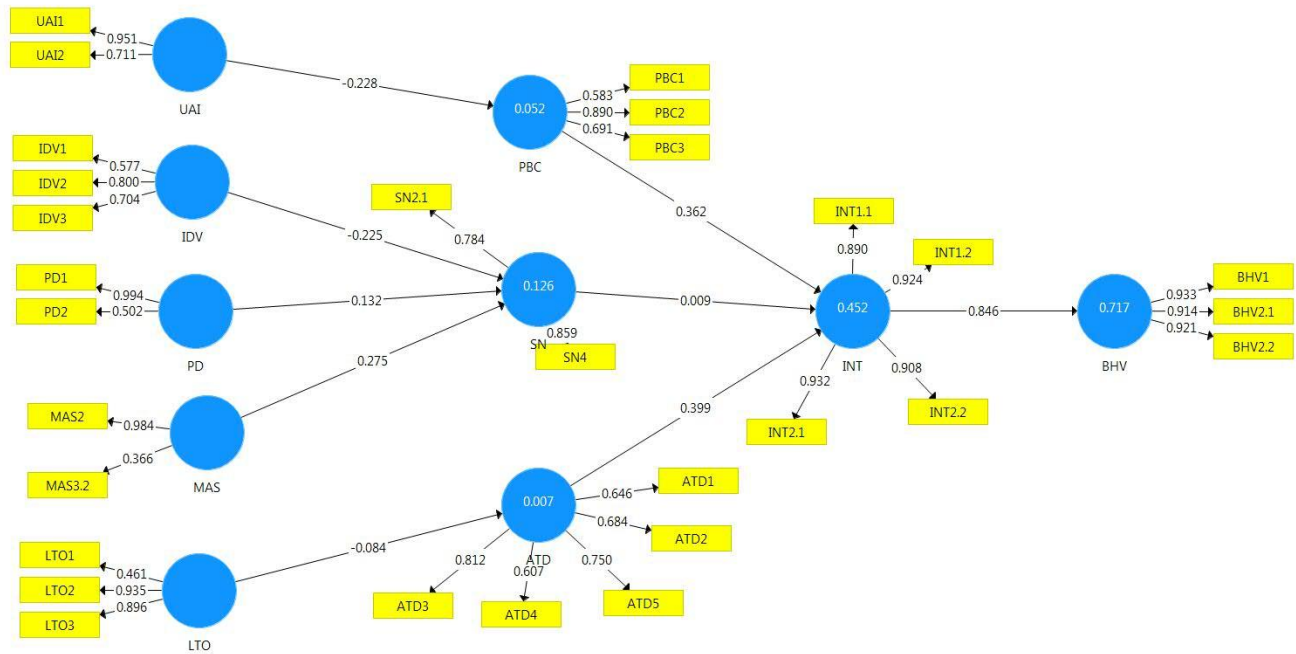 UAI1
0.951
UAI2
0.711
UAI
-0.228
IDV1
0.577
IDV2
0.800
IDV3
0.704
IDV
-0.225
PD1
0.994
PD2
0.502
PD
0.132
MAS2
0.984
MAS3.2
0.366
MAS
0.275
LTO1
0.461
LTO2
0.935
LTO3
0.896
LTO
-0.084
0.052
PBC
0.583
PBC1
0.890
PBC2
0.691
PBC3
0.362
SN2.1
0.784
0.126
SN
0.859
SN4
0.009
0.007
ATD
0.646
ATD1
0.684
ATD2
0.812
ATD3
0.607
ATD4
0.750
ATD5
0.399
INT1.1
0.890
INT1.2
0.924
0.452
INT
0.932
INT2.1
0.908
INT2.2
0.846
0.717
BHV
0.933
BHV1
0.914
BHV2.1
0.921
BHV2.2